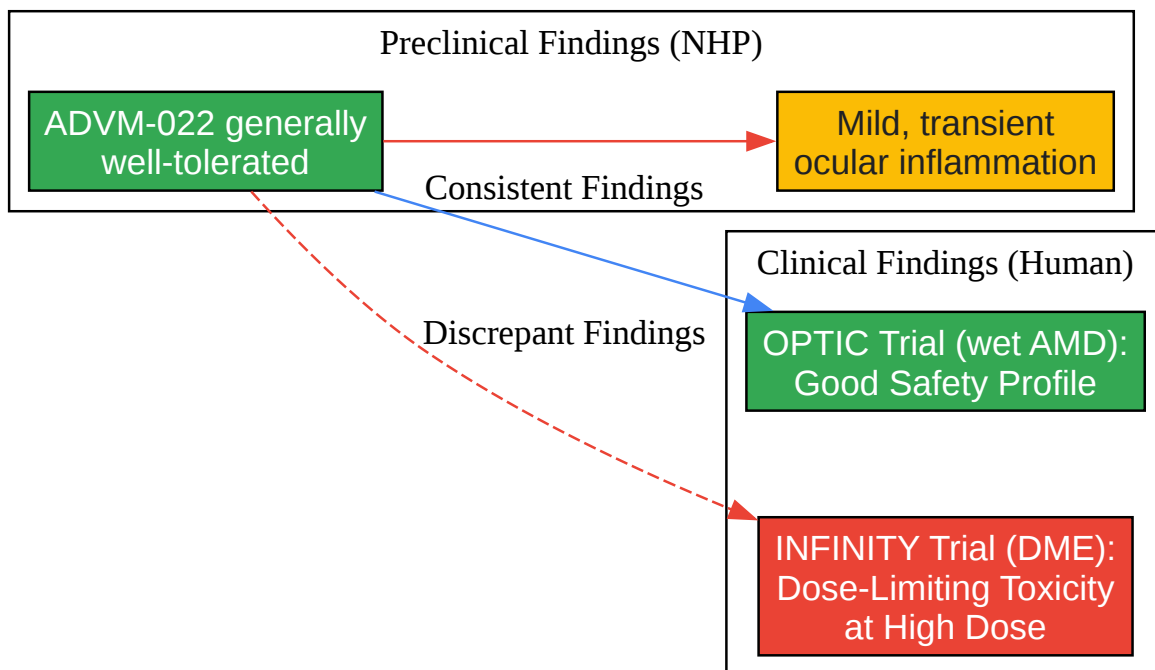 Preclinical Findings (NHP)
ADVM-022 generally
well-tolerated
Mild, transient
ocular inflammation
Consistent Findings
Clinical Findings (Human)
OPTIC Trial (wet AMD):
Good Safety Profile
Discrepant Findings
INFINITY Trial (DME):
Dose-Limiting Toxicity
at High Dose